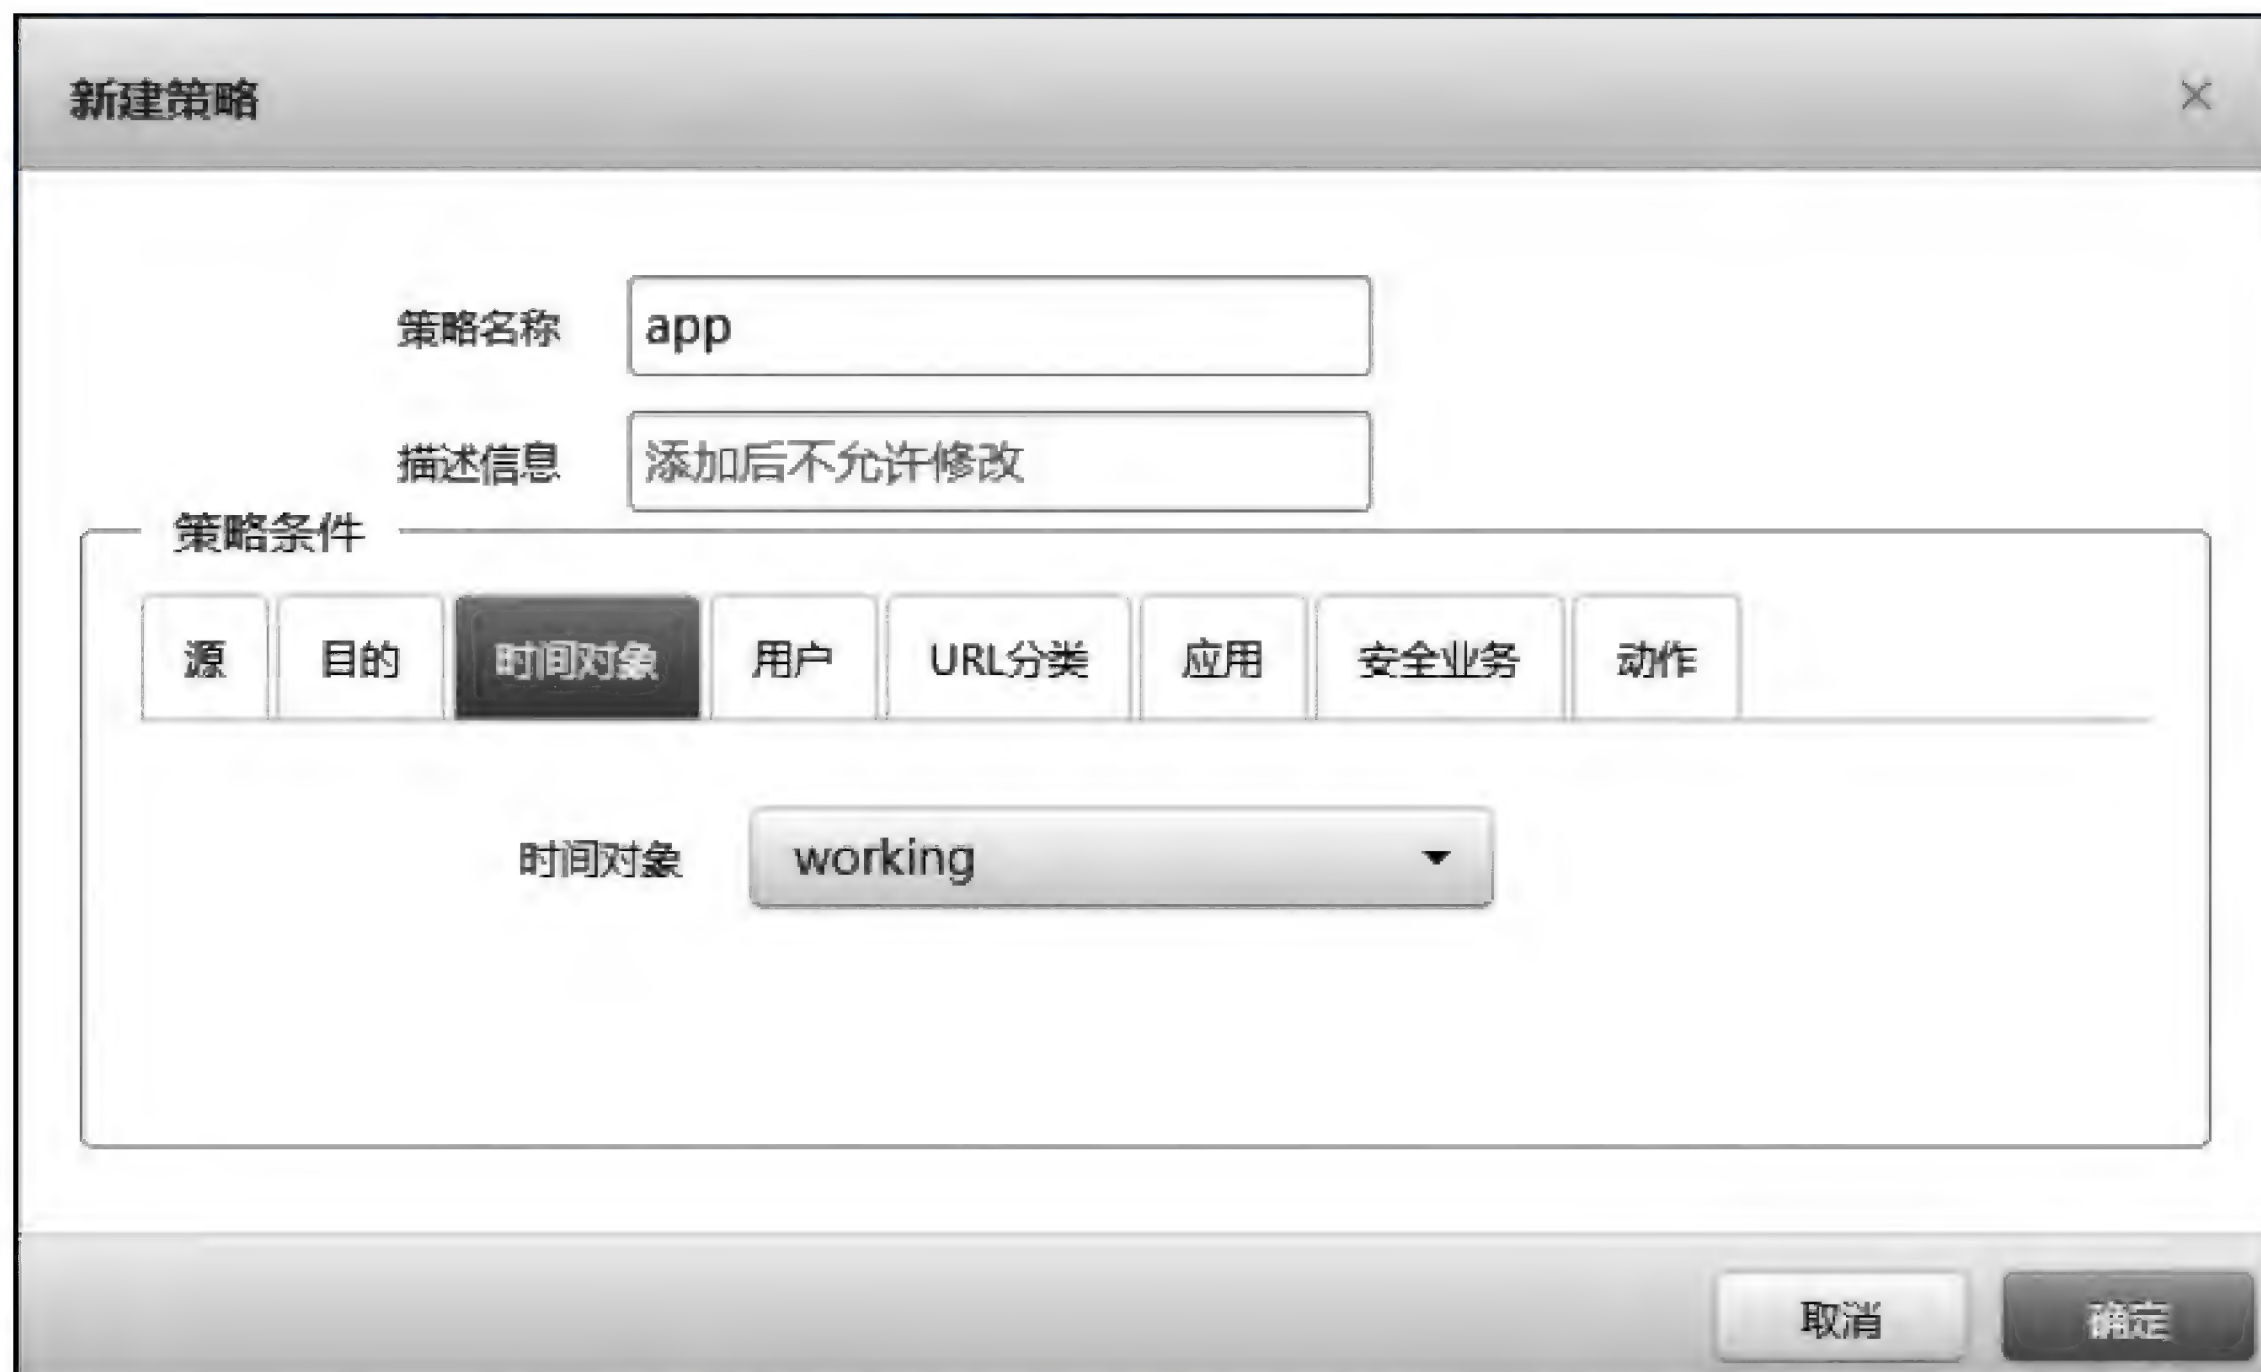 新建策略
策略名称 app
描述信息 添加后不允许修改
策略条件
源 目的 时间对象 用户 URL分类 应用 安全业务 动作
时间对象 working
取消 确定